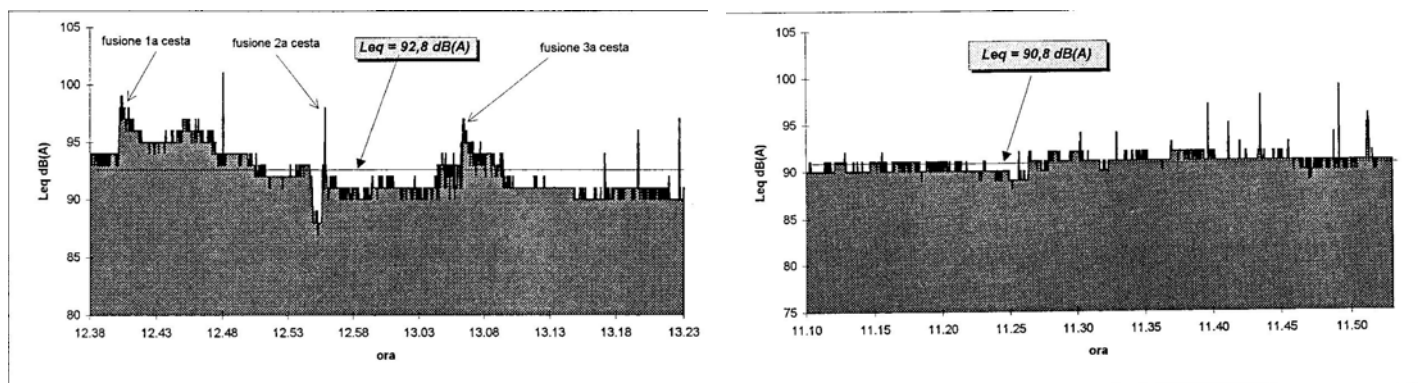 105
100
95
90
85
80
Leq dB(A)
fusione 1a cesta
fusione 2a cesta
Leq = 92,8 dB(A)
fusione 3a cesta
12.38 12.43 12.48 12.53 12.58 13.03 13.08 13.13 13.18 13.23
ora
105
100
95
90
85
80
75
Leq dB(A)
Leq = 90,8 dB(A)
11.10 11.15 11.20 11.25 11.30 11.35 11.40 11.45 11.50
ora